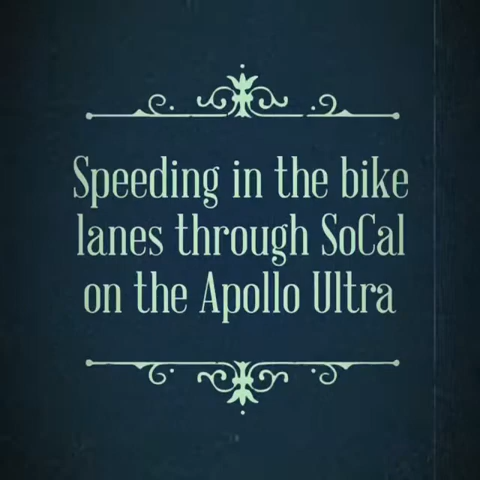 Speeding in the bike
lanes through SoCal
on the Apollo Ultra